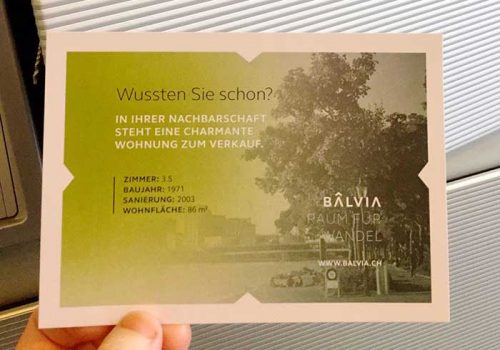 Wussten Sie schon?
IN IHRER NACHBARSCHAFT
STEHT EINE CHARMANTE
WOHNUNG ZUM VERKAUF.
ZIMMER: 3.5
BAUJAHR: 1971
SANIERUNG: 2003
WOHNFLÄCHE: 86 m²
BÂLVIA
RAUM FÜR
WANDEL
WWW.BALVIA.CH